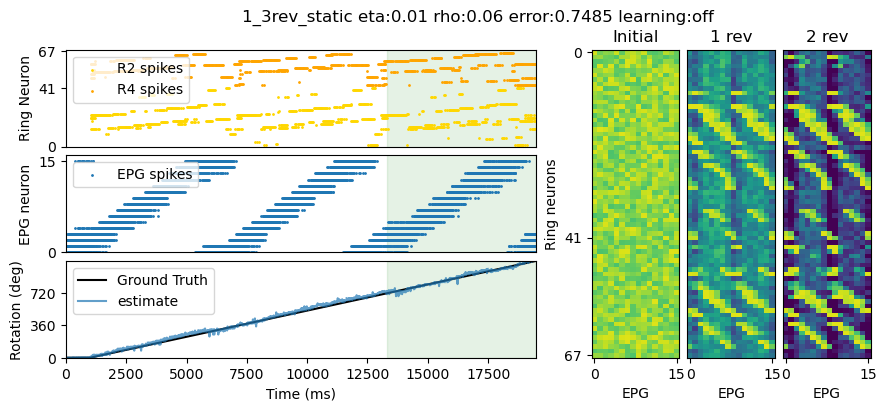 1_3rev_static eta:0.01 rho:0.06 error:0.7485 learning:off
Ring Neuron
67
41
0
R2 spikes
R4 spikes
EPG neuron
15
0
EPG spikes
Rotation (deg)
720
360
0
Ground Truth
estimate
0 2500 5000 7500 10000 12500 15000 17500
Time (ms)
Initial 1 rev 2 rev
Ring neurons
0
41
67
0 15 0 15 0 15
EPG EPG EPG